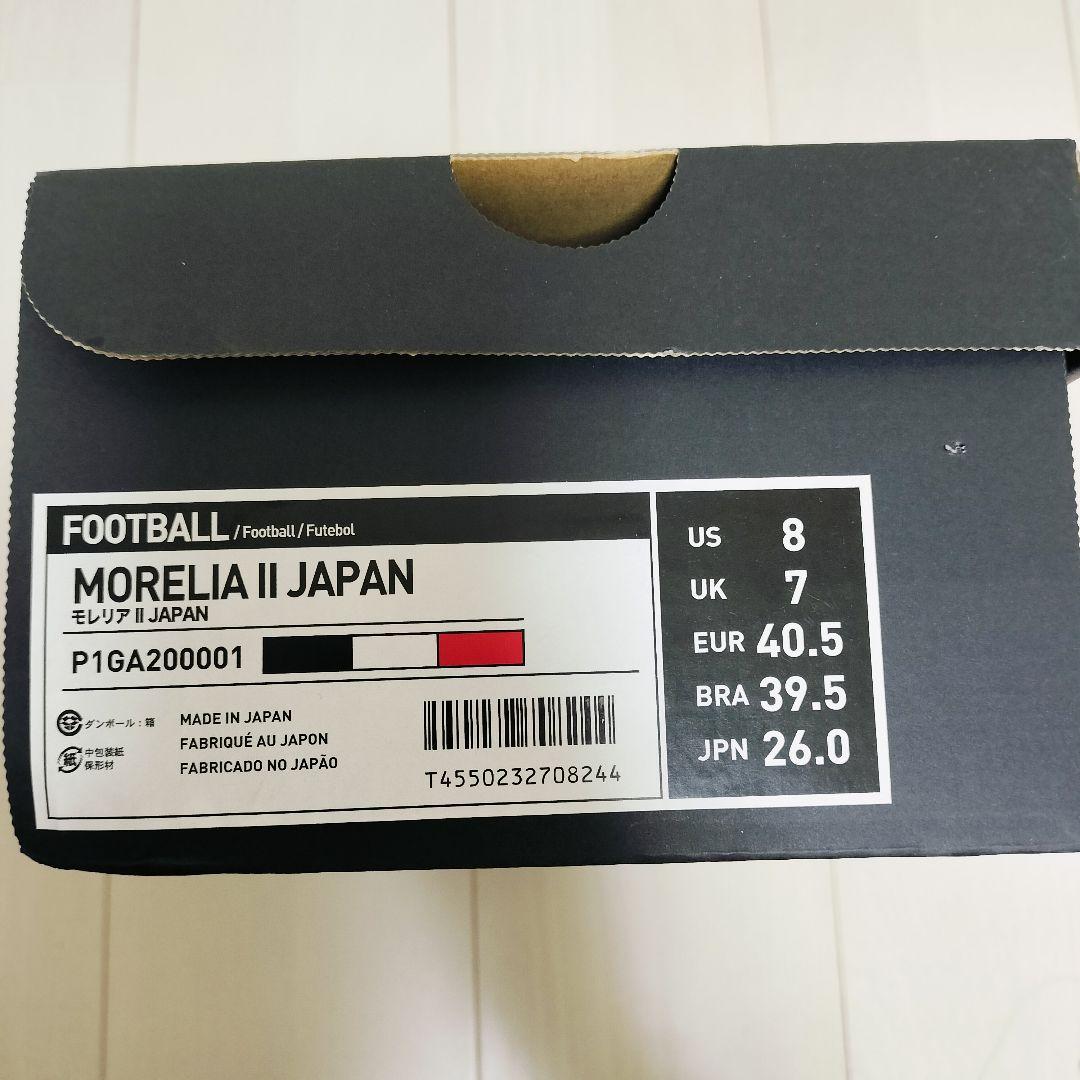 FOOTBALL / Football / Futebol
MORELIA II JAPAN
モレリア II JAPAN
P1GA200001
ダンボール：箱
紙
中包装紙
保形材
MADE IN JAPAN
FABRIQUÉ AU JAPON
FABRICADO NO JAPÃO
T4550232708244
US 8
UK 7
EUR 40.5
BRA 39.5
JPN 26.0